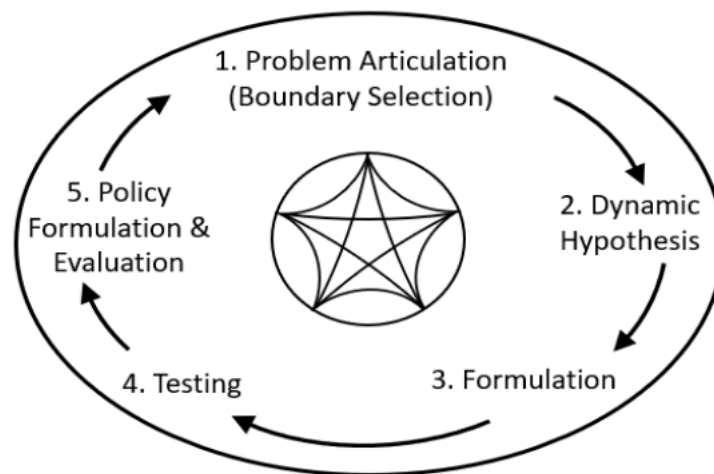 1. Problem Articulation
(Boundary Selection)
2. Dynamic
Hypothesis
3. Formulation
4. Testing
5. Policy
Formulation &
Evaluation